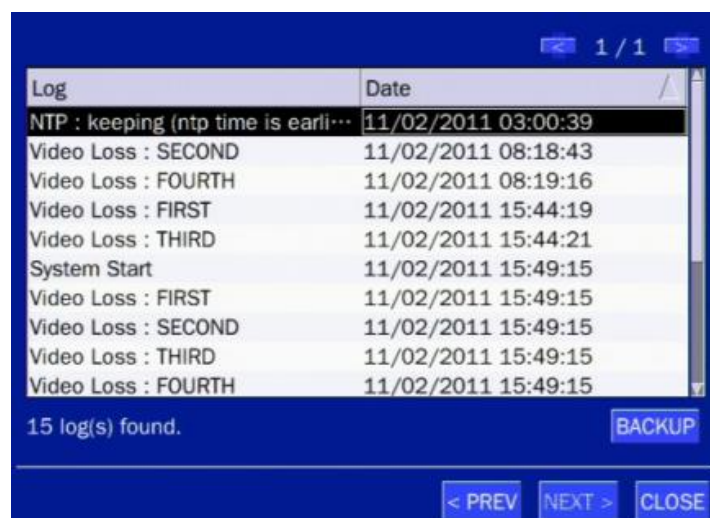 < 1 / 1 >
Log Date
NTP : keeping (ntp time is earli··· 11/02/2011 03:00:39
Video Loss : SECOND 11/02/2011 08:18:43
Video Loss : FOURTH 11/02/2011 08:19:16
Video Loss : FIRST 11/02/2011 15:44:19
Video Loss : THIRD 11/02/2011 15:44:21
System Start 11/02/2011 15:49:15
Video Loss : FIRST 11/02/2011 15:49:15
Video Loss : SECOND 11/02/2011 15:49:15
Video Loss : THIRD 11/02/2011 15:49:15
Video Loss : FOURTH 11/02/2011 15:49:15
15 log(s) found. BACKUP
< PREV NEXT > CLOSE